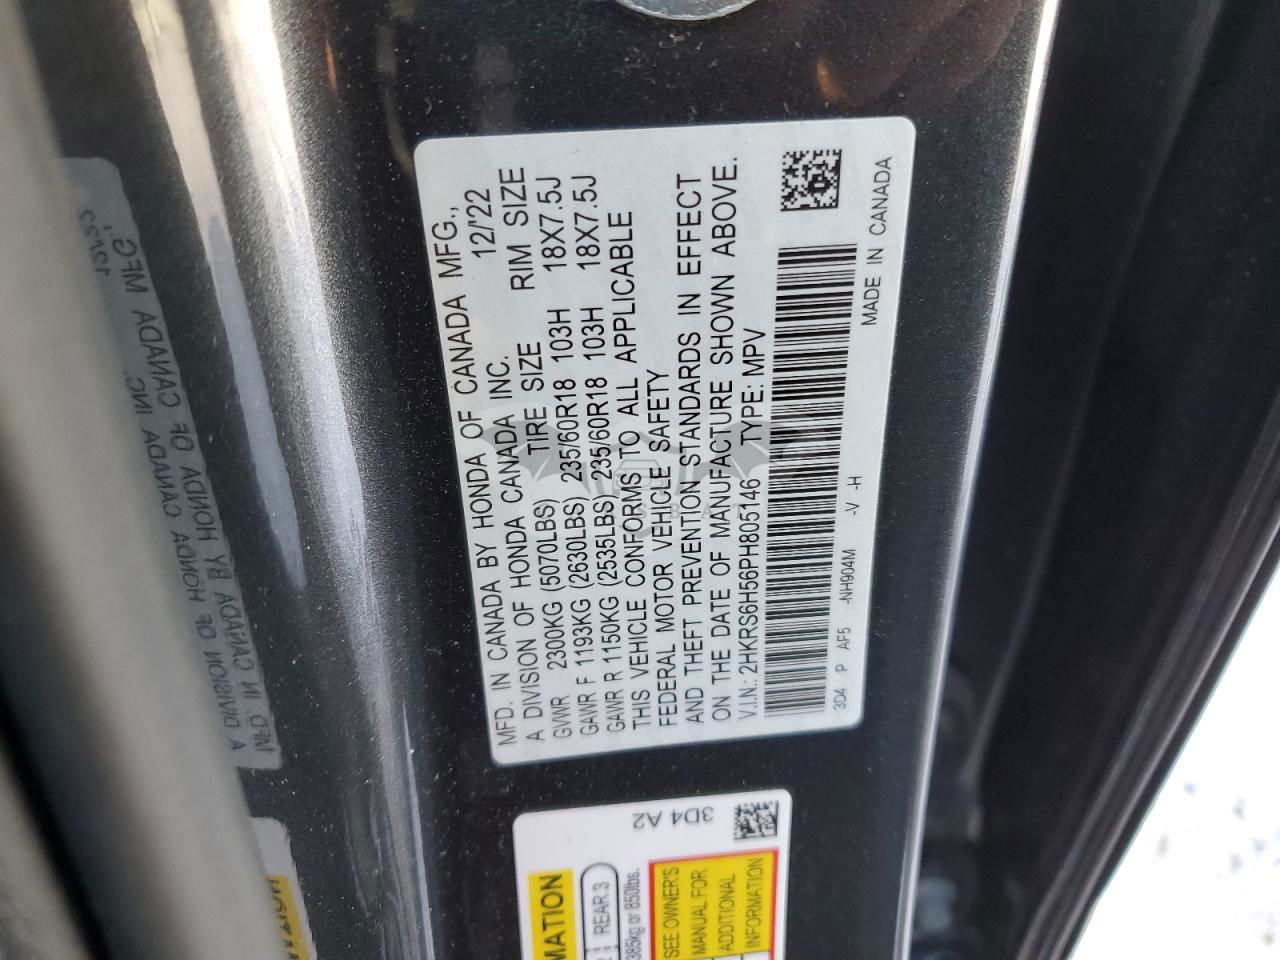 MFD. IN CANADA BY HONDA OF CANADA MFG.,
A DIVISION OF HONDA CANADA INC. 12/'22
GVWR 2300KG (5070LBS) TIRE SIZE RIM SIZE
GAWR F 1193KG (2630LBS) 235/60R18 103H 18X7.5J
GAWR R 1150KG (2535LBS) 235/60R18 103H 18X7.5J
THIS VEHICLE CONFORMS TO ALL APPLICABLE
FEDERAL MOTOR VEHICLE SAFETY
AND THEFT PREVENTION STANDARDS IN EFFECT
ON THE DATE OF MANUFACTURE SHOWN ABOVE.
V.I.N.: 2HKRS6H56PH805146 TYPE: MPV
3D4 P AF5 -NH904M -V -H
MADE IN CANADA
3D4 A2
MATION
REAR 3
385kg or 850lbs.
SEE OWNER'S
MANUAL FOR
ADDITIONAL
INFORMATION